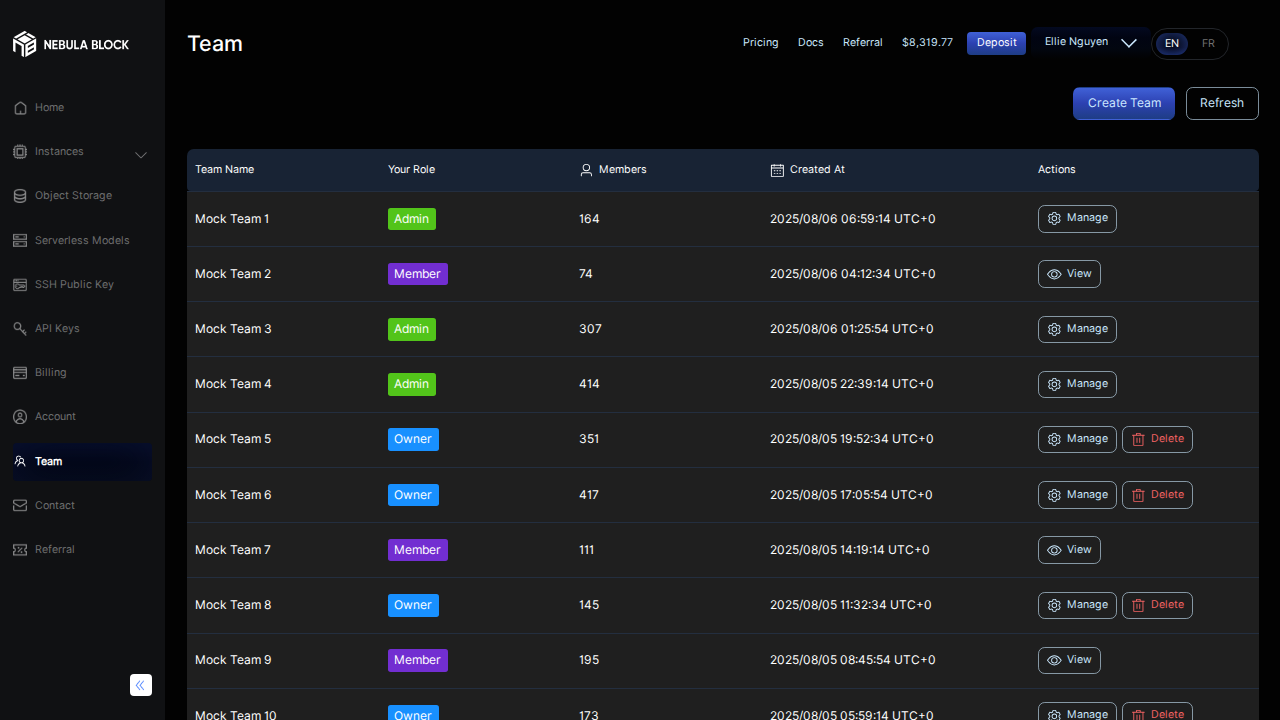 NEBULA BLOCK
Team
Pricing Docs Referral $8,319.77 Deposit Ellie Nguyen EN FR
Home
Instances
Object Storage
Serverless Models
SSH Public Key
API Keys
Billing
Account
Team
Contact
Referral
Create Team Refresh
Team Name Your Role Members Created At Actions
Mock Team 1 Admin 164 2025/08/06 06:59:14 UTC+0 Manage
Mock Team 2 Member 74 2025/08/06 04:12:34 UTC+0 View
Mock Team 3 Admin 307 2025/08/06 01:25:54 UTC+0 Manage
Mock Team 4 Admin 414 2025/08/05 22:39:14 UTC+0 Manage
Mock Team 5 Owner 351 2025/08/05 19:52:34 UTC+0 Manage Delete
Mock Team 6 Owner 417 2025/08/05 17:05:54 UTC+0 Manage Delete
Mock Team 7 Member 111 2025/08/05 14:19:14 UTC+0 View
Mock Team 8 Owner 145 2025/08/05 11:32:34 UTC+0 Manage Delete
Mock Team 9 Member 195 2025/08/05 08:45:54 UTC+0 View
Mock Team 10 Owner 173 2025/08/05 05:59:14 UTC+0 Manage Delete